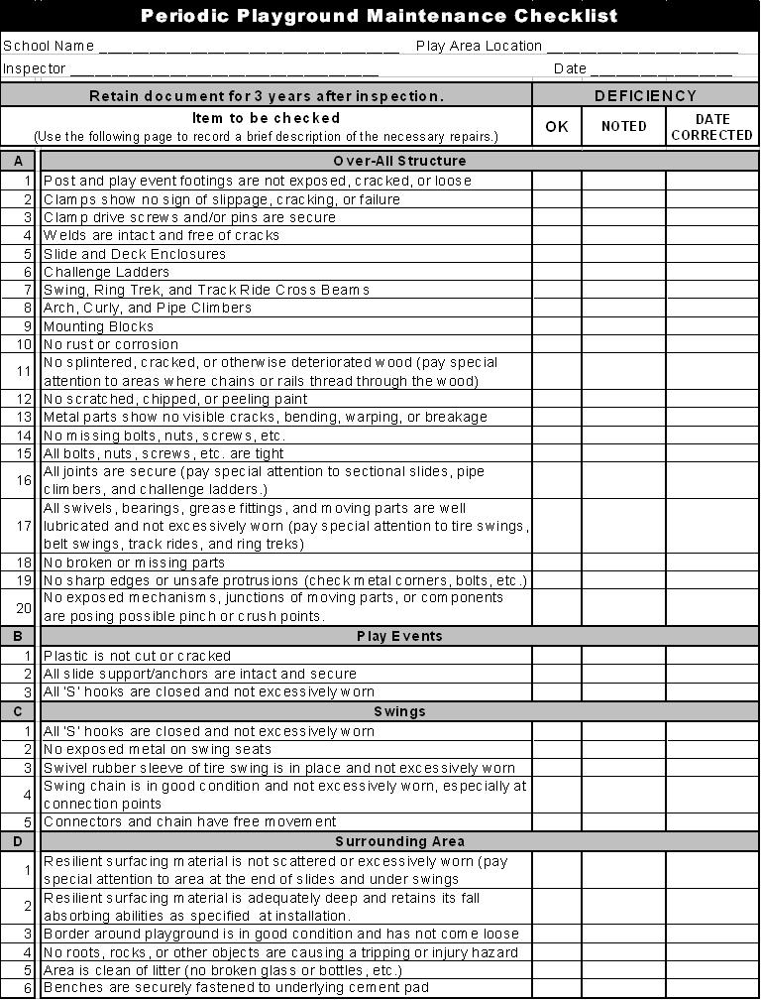 Periodic Playground Maintenance Checklist
School Name ________________________________ Play Area Location ____________________
Inspector _________________________________ Date _______________
Retain document for 3 years after inspection. DEFICIENCY
Item to be checked
(Use the following page to record a brief description of the necessary repairs.)
OK NOTED DATE
CORRECTED
A Over-All Structure
1 Post and play event footings are not exposed, cracked, or loose
2 Clamps show no sign of slippage, cracking, or failure
3 Clamp drive screws and/or pins are secure
4 Welds are intact and free of cracks
5 Slide and Deck Enclosures
6 Challenge Ladders
7 Swing, Ring Trek, and Track Ride Cross Beams
8 Arch, Curly, and Pipe Climbers
9 Mounting Blocks
10 No rust or corrosion
11 No splintered, cracked, or otherwise deteriorated wood (pay special
attention to areas where chains or rails thread through the wood)
12 No scratched, chipped, or peeling paint
13 Metal parts show no visible cracks, bending, warping, or breakage
14 No missing bolts, nuts, screws, etc.
15 All bolts, nuts, screws, etc. are tight
16 All joints are secure (pay special attention to sectional slides, pipe
climbers, and challenge ladders.)
17 All swivels, bearings, grease fittings, and moving parts are well
lubricated and not excessively worn (pay special attention to tire swings,
belt swings, track rides, and ring treks)
18 No broken or missing parts
19 No sharp edges or unsafe protrusions (check metal corners, bolts, etc.)
20 No exposed mechanisms, junctions of moving parts, or components
are posing possible pinch or crush points.
B Play Events
1 Plastic is not cut or cracked
2 All slide support/anchors are intact and secure
3 All 'S' hooks are closed and not excessively worn
C Swings
1 All 'S' hooks are closed and not excessively worn
2 No exposed metal on swing seats
3 Swivel rubber sleeve of tire swing is in place and not excessively worn
4 Swing chain is in good condition and not excessively worn, especially at
connection points
5 Connectors and chain have free movement
D Surrounding Area
1 Resilient surfacing material is not scattered or excessively worn (pay
special attention to area at the end of slides and under swings
2 Resilient surfacing material is adequately deep and retains its fall
absorbing abilities as specified at installation.
3 Border around playground is in good condition and has not come loose
4 No roots, rocks, or other objects are causing a tripping or injury hazard
5 Area is clean of litter (no broken glass or bottles, etc.)
6 Benches are securely fastened to underlying cement pad